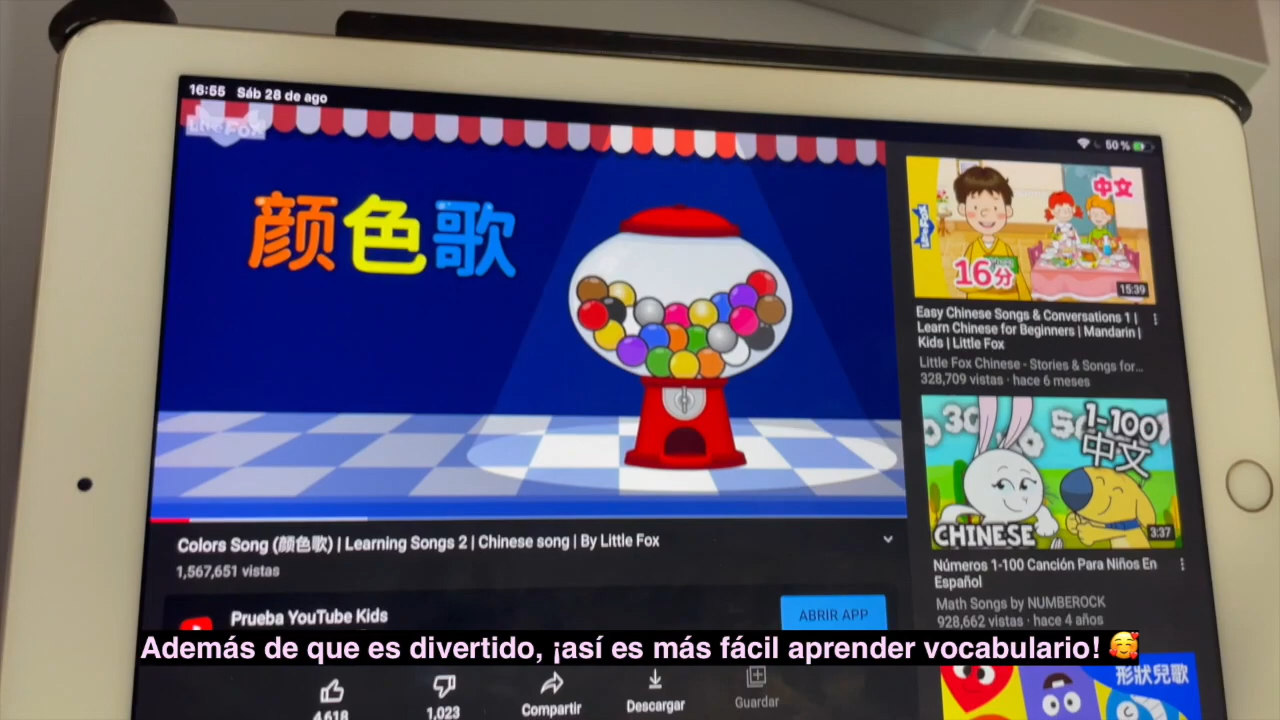 16:55 Sáb 28 de ago
50 %
Little Fox
颜色歌
中文
16分
15:39
Easy Chinese Songs & Conversations 1 |
Learn Chinese for Beginners | Mandarin |
Kids | Little Fox
Little Fox Chinese - Stories & Songs for...
328,709 vistas · hace 6 meses
1-100
中文
CHINESE
3:37
Números 1-100 Canción Para Niños En
Español
Math Songs by NUMBEROCK
928,662 vistas · hace 4 años
形狀兒歌
Colors Song (颜色歌) | Learning Songs 2 | Chinese song | By Little Fox
1,567,651 vistas
Prueba YouTube Kids
ABRIR APP
Además de que es divertido, ¡así es más fácil aprender vocabulario! 🥰
4,618
1,023
Compartir
Descargar
Guardar